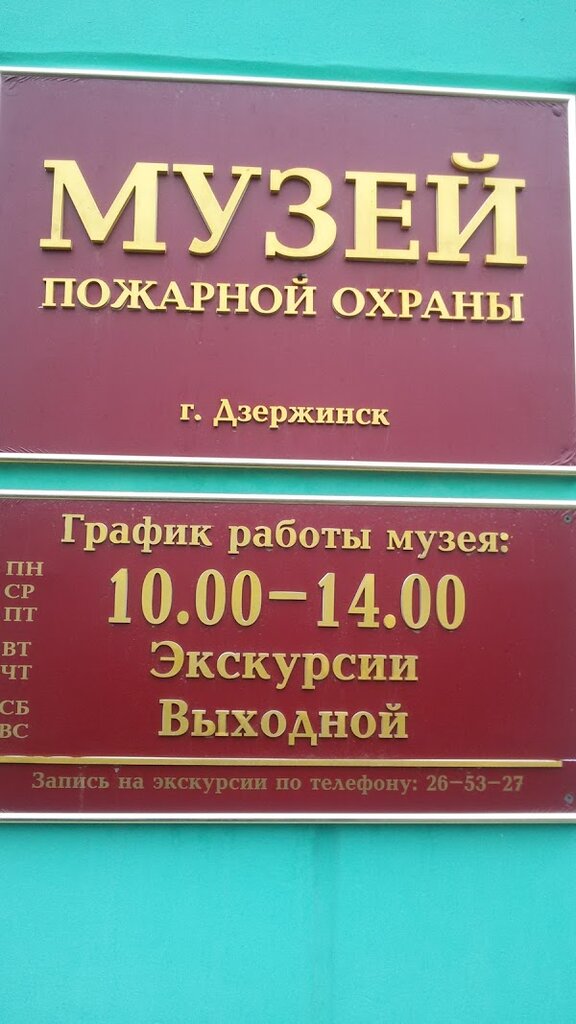 МУЗЕЙ
ПОЖАРНОЙ ОХРАНЫ
г. Дзержинск
График работы музея:
ПН
СР
ПТ
10.00-14.00
ВТ
ЧТ
Экскурсии
СБ
ВС
Выходной
Запись на экскурсии по телефону: 26-53-27